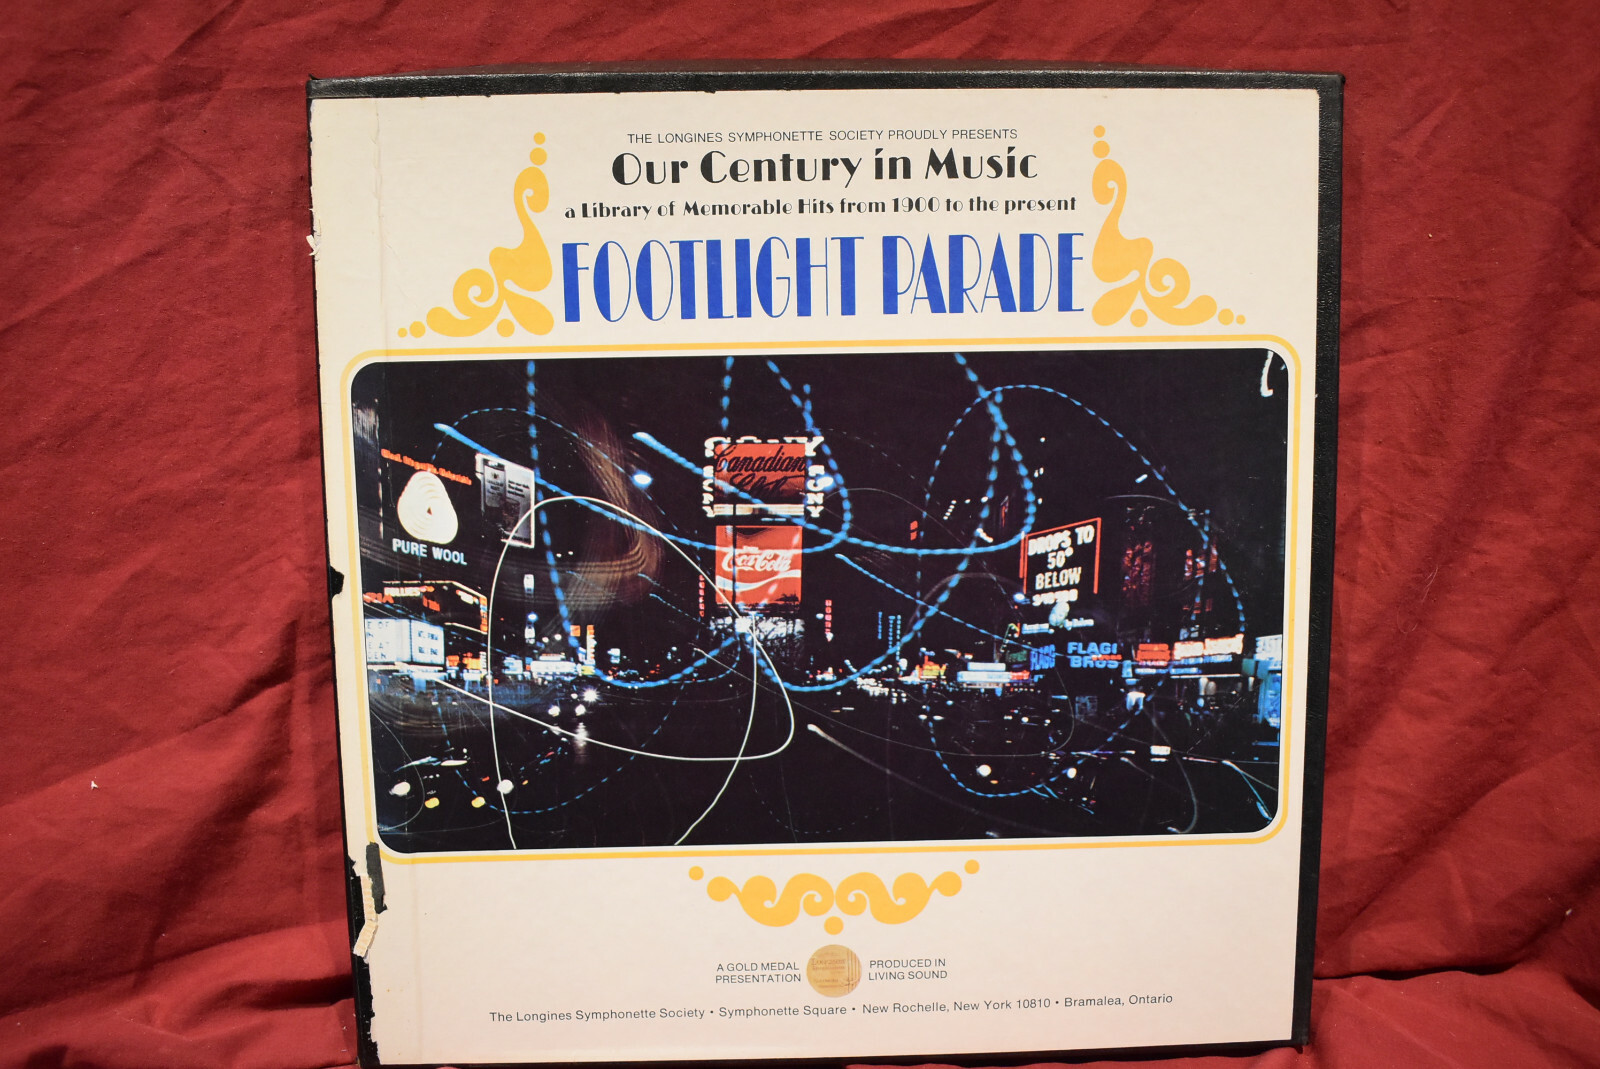 THE LONGINES SYMPHONETTE SOCIETY PROUDLY PRESENTS
Our Century in Music
a Library of Memorable Hits from 1900 to the present
FOOTLIGHT PARADE
SONY
Canadian
Club
Coca-Cola
PURE WOOL
DROPS TO
50°
BELOW
FLAGG
FLAGG
BROS
A GOLD MEDAL
PRESENTATION
PRODUCED IN
LIVING SOUND
The Longines Symphonette Society • Symphonette Square • New Rochelle, New York 10810 • Bramalea, Ontario